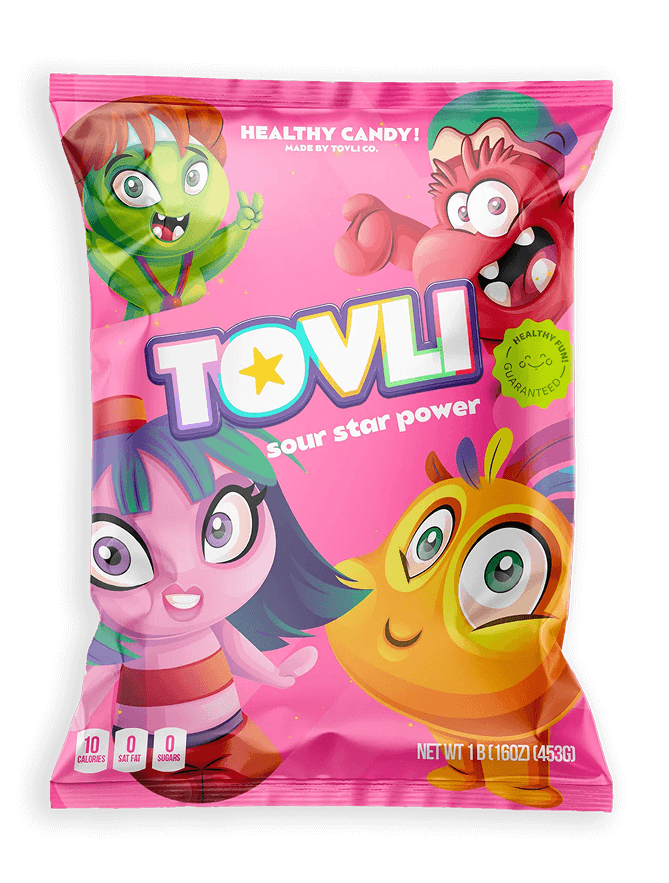 HEALTHY CANDY!
MADE BY TOVLI CO.
TOVLI
sour star power
HEALTHY FUN!
GUARANTEED
10
CALORIES
0
SAT FAT
0
SUGARS
NET WT 1 B (16OZ) (453G)